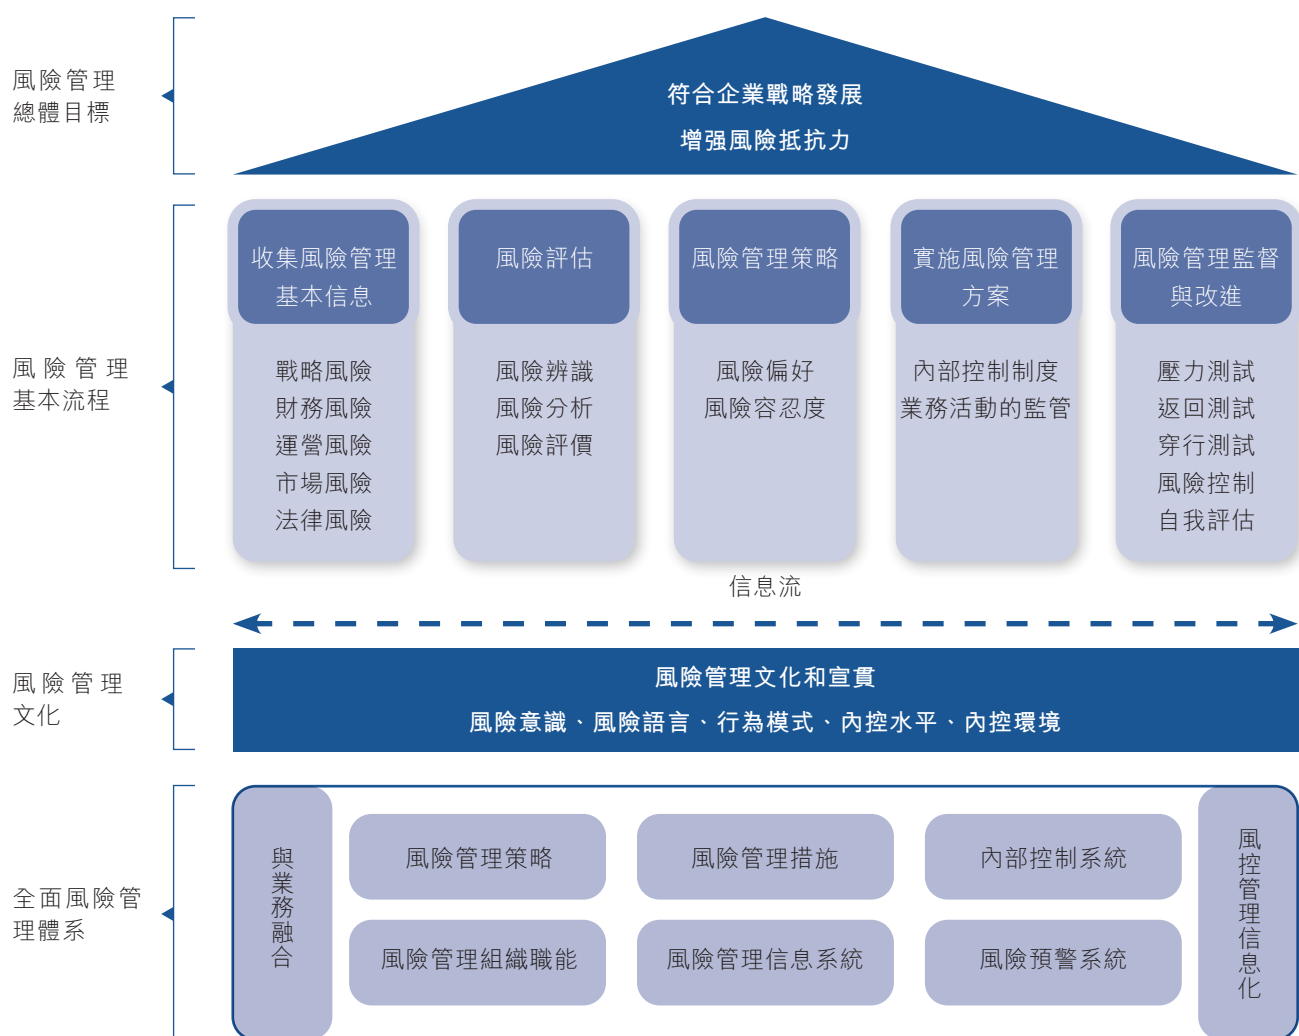 風險管理
總體目標
符合企業戰略發展
增强風險抵抗力
風險管理
基本流程
收集風險管理
基本信息
戰略風險
財務風險
運營風險
市場風險
法律風險
風險評估
風險辨識
風險分析
風險評價
風險管理策略
風險偏好
風險容忍度
實施風險管理
方案
內部控制制度
業務活動的監管
風險管理監督
與改進
壓力測試
返回測試
穿行測試
風險控制
自我評估
信息流
風險管理
文化
風險管理文化和宣貫
風險意識、風險語言、行為模式、內控水平、內控環境
全面風險管
理體系
與業務融合
風險管理策略
風險管理措施
內部控制系統
風險管理組織職能
風險管理信息系統
風險預警系統
風控管理信息化